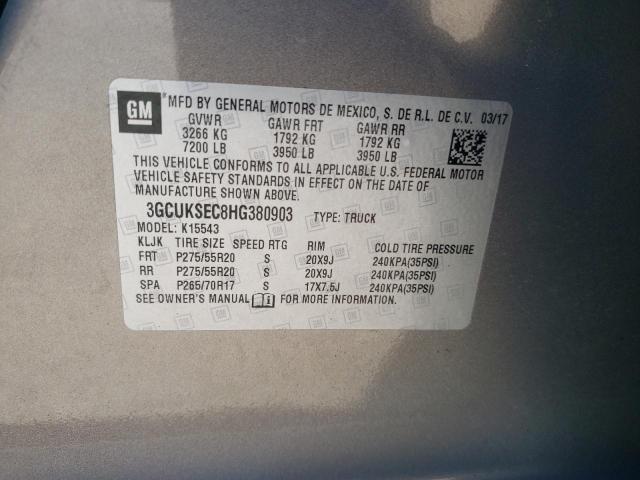 GM
*MFD BY GENERAL MOTORS DE MEXICO, S. DE R.L. DE C.V. 03/17
GVWR GAWR FRT GAWR RR
3266 KG 1792 KG 1792 KG
7200 LB 3950 LB 3950 LB
THIS VEHICLE CONFORMS TO ALL APPLICABLE U.S. FEDERAL MOTOR
VEHICLE SAFETY STANDARDS IN EFFECT ON THE DATE OF
MANUFACTURE SHOWN ABOVE.
3GCUKSEC8HG380903 TYPE: TRUCK
MODEL: K15543
KLJK TIRE SIZE SPEED RTG RIM COLD TIRE PRESSURE
FRT P275/55R20 S 20X9J 240KPA(35PSI)
RR P275/55R20 S 20X9J 240KPA(35PSI)
SPA P265/70R17 S 17X7.5J 240KPA(35PSI)
SEE OWNER'S MANUAL FOR MORE INFORMATION